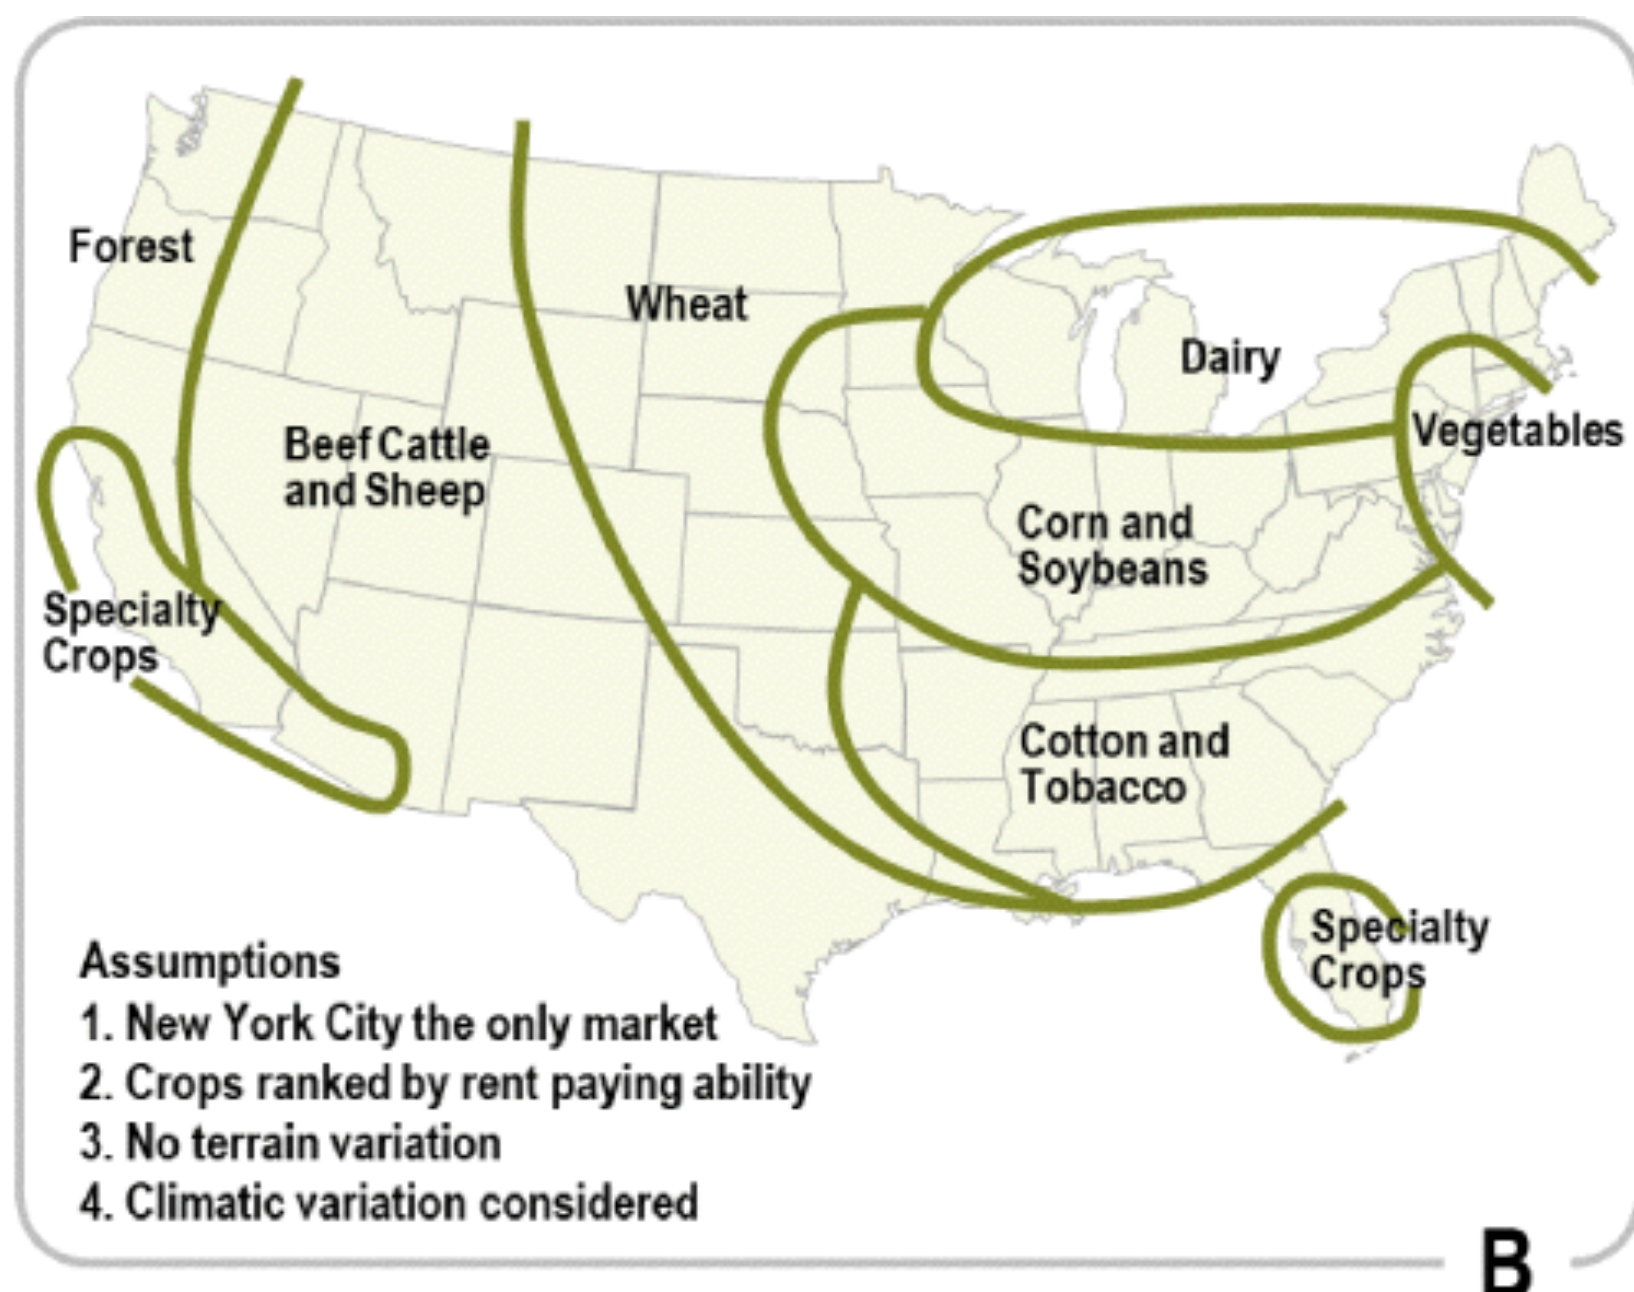 Forest
Wheat
Dairy
Beef Cattle
and Sheep
Vegetables
Corn and
Soybeans
Specialty
Crops
Cotton and
Tobacco
Specialty
Crops
Assumptions
1. New York City the only market
2. Crops ranked by rent paying ability
3. No terrain variation
4. Climatic variation considered
B